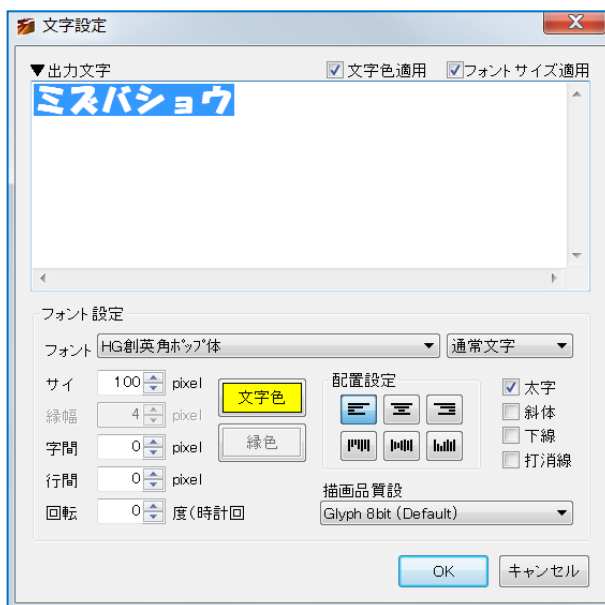 文字設定
▼出力文字 文字色適用 フォントサイズ適用
ミズバショウ
フォント設定
フォント HG創英角ﾎﾟｯﾌﾟ体 通常文字
サイ 100 pixel 文字色 配置設定 太字
縁幅 4 pixel 斜体
字間 0 pixel 縁色 下線
行間 0 pixel 打消線
回転 0 度(時計回 描画品質設
Glyph 8bit (Default)
OK キャンセル